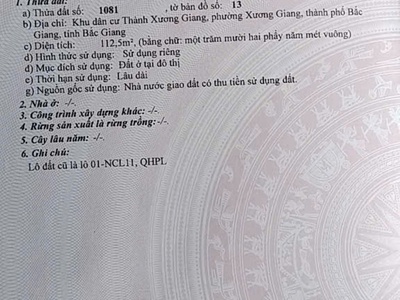 1. Thửa đất:
a) Thửa đất số: 1081 , tờ bản đồ số: 13
b) Địa chỉ: Khu dân cư Thành Xương Giang, phường Xương Giang, thành phố Bắc
Giang, tỉnh Bắc Giang
c) Diện tích: 112,5m², (bằng chữ: một trăm mười hai phẩy năm mét vuông)
d) Hình thức sử dụng: Sử dụng riêng
đ) Mục đích sử dụng: Đất ở tại đô thị
e) Thời hạn sử dụng: Lâu dài
g) Nguồn gốc sử dụng: Nhà nước giao đất có thu tiền sử dụng đất.
2. Nhà ở: -/-.
3. Công trình xây dựng khác: -/-.
4. Rừng sản xuất là rừng trồng:-/-.
5. Cây lâu năm: -/-.
6. Ghi chú:
Lô đất cũ là lô 01-NCL11, QHPL